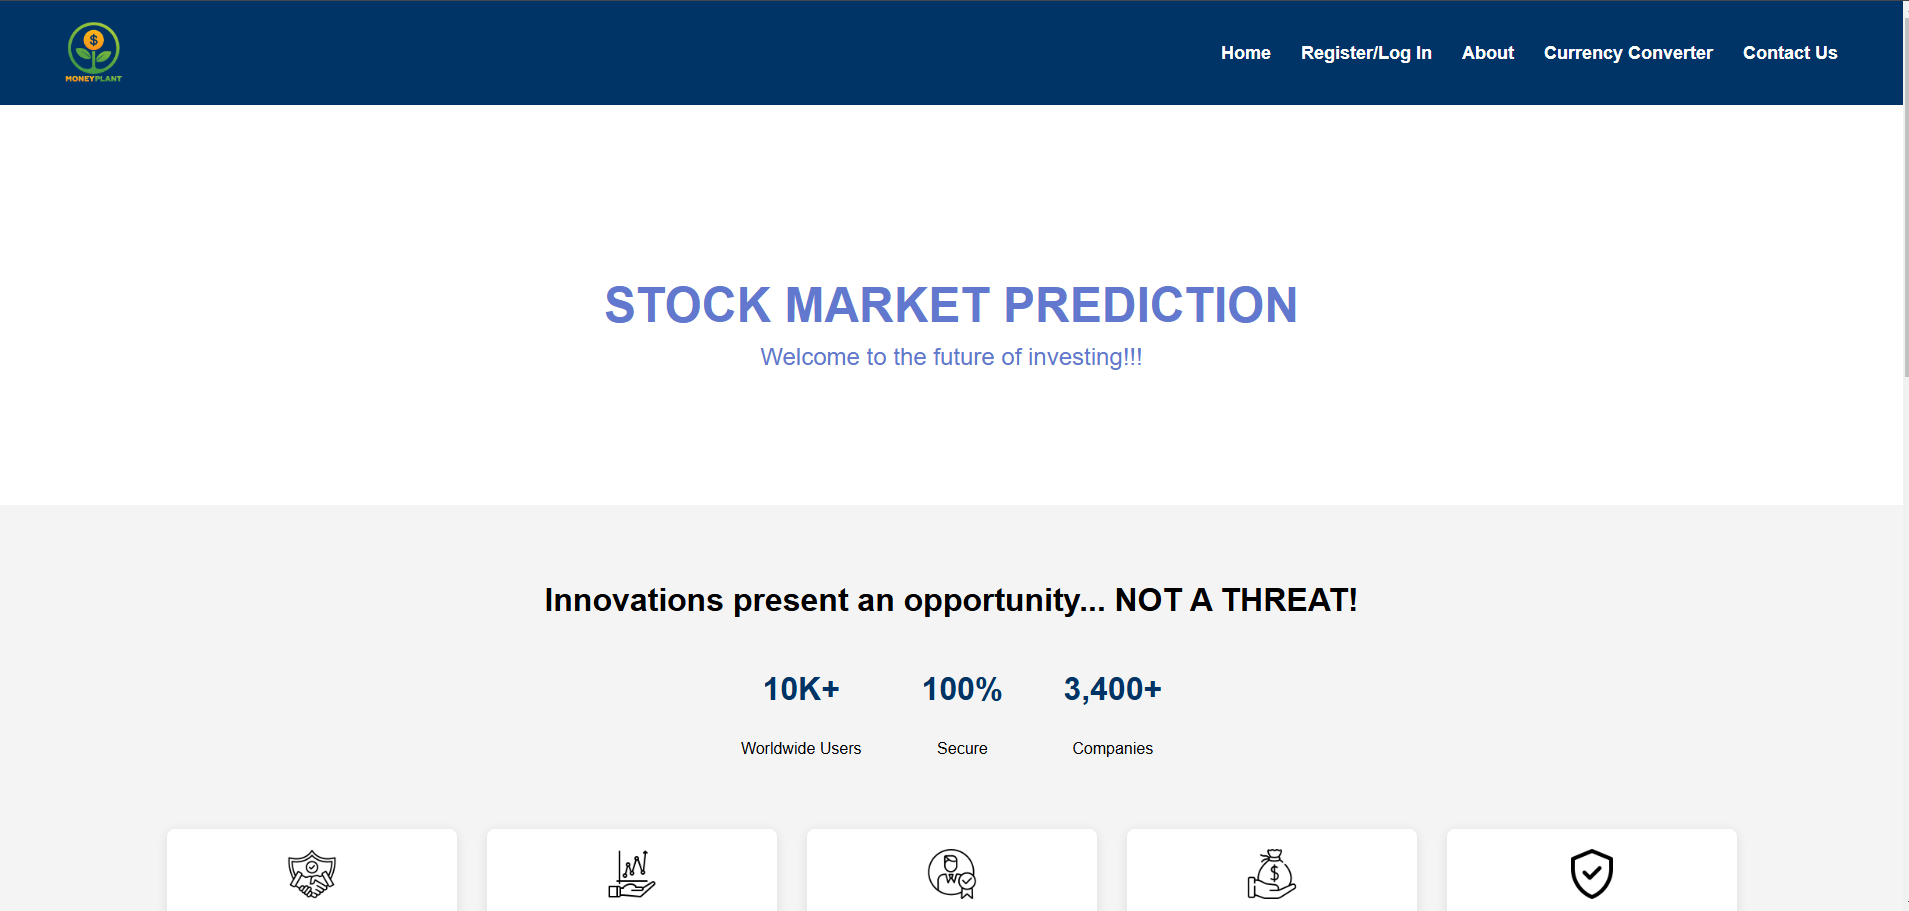 $
MONEYPLANT
Home Register/Log In About Currency Converter Contact Us
STOCK MARKET PREDICTION
Welcome to the future of investing!!!
Innovations present an opportunity... NOT A THREAT!
10K+ 100% 3,400+
Worldwide Users Secure Companies
$